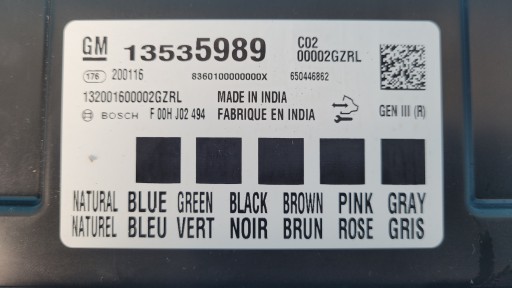 GM 13535989 C02
00002GZRL
176 200116 8360100000000X 650446862
132001600002GZRL MADE IN INDIA
BOSCH F 00H J02 494 FABRIQUE EN INDIA GEN III (R)
NATURAL BLUE GREEN BLACK BROWN PINK GRAY
NATUREL BLEU VERT NOIR BRUN ROSE GRIS